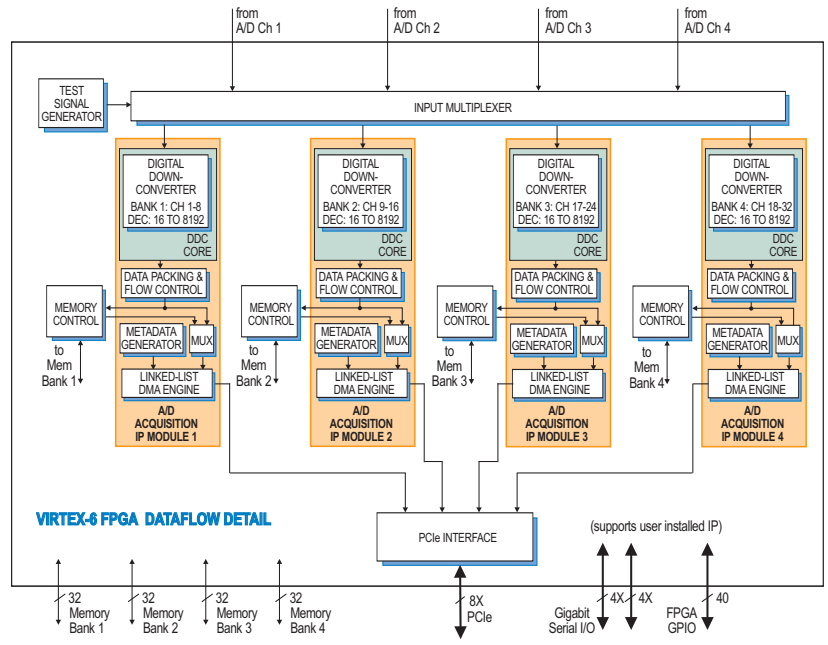 from
A/D Ch 1
from
A/D Ch 2
from
A/D Ch 3
from
A/D Ch 4
TEST
SIGNAL
GENERATOR
INPUT MULTIPLEXER
DIGITAL
DOWN-
CONVERTER
BANK 1: CH 1-8
DEC: 16 TO 8192
DDC
CORE
DATA PACKING &
FLOW CONTROL
MEMORY
CONTROL
METADATA
GENERATOR
MUX
to
Mem
Bank 1
LINKED-LIST
DMA ENGINE
A/D
ACQUISITION
IP MODULE 1
DIGITAL
DOWN-
CONVERTER
BANK 2: CH 9-16
DEC: 16 TO 8192
DDC
CORE
DATA PACKING &
FLOW CONTROL
MEMORY
CONTROL
METADATA
GENERATOR
MUX
to
Mem
Bank 2
LINKED-LIST
DMA ENGINE
A/D
ACQUISITION
IP MODULE 2
DIGITAL
DOWN-
CONVERTER
BANK 3: CH 17-24
DEC: 16 TO 8192
DDC
CORE
DATA PACKING &
FLOW CONTROL
MEMORY
CONTROL
METADATA
GENERATOR
MUX
to
Mem
Bank 3
LINKED-LIST
DMA ENGINE
A/D
ACQUISITION
IP MODULE 3
DIGITAL
DOWN-
CONVERTER
BANK 4: CH 18-32
DEC: 16 TO 8192
DDC
CORE
DATA PACKING &
FLOW CONTROL
MEMORY
CONTROL
METADATA
GENERATOR
MUX
to
Mem
Bank 4
LINKED-LIST
DMA ENGINE
A/D
ACQUISITION
IP MODULE 4
VIRTEX-6 FPGA DATAFLOW DETAIL
PCIe INTERFACE
(supports user installed IP)
32
Memory
Bank 1
32
Memory
Bank 2
32
Memory
Bank 3
32
Memory
Bank 4
8X
PCIe
4X
4X
Gigabit
Serial I/O
40
FPGA
GPIO